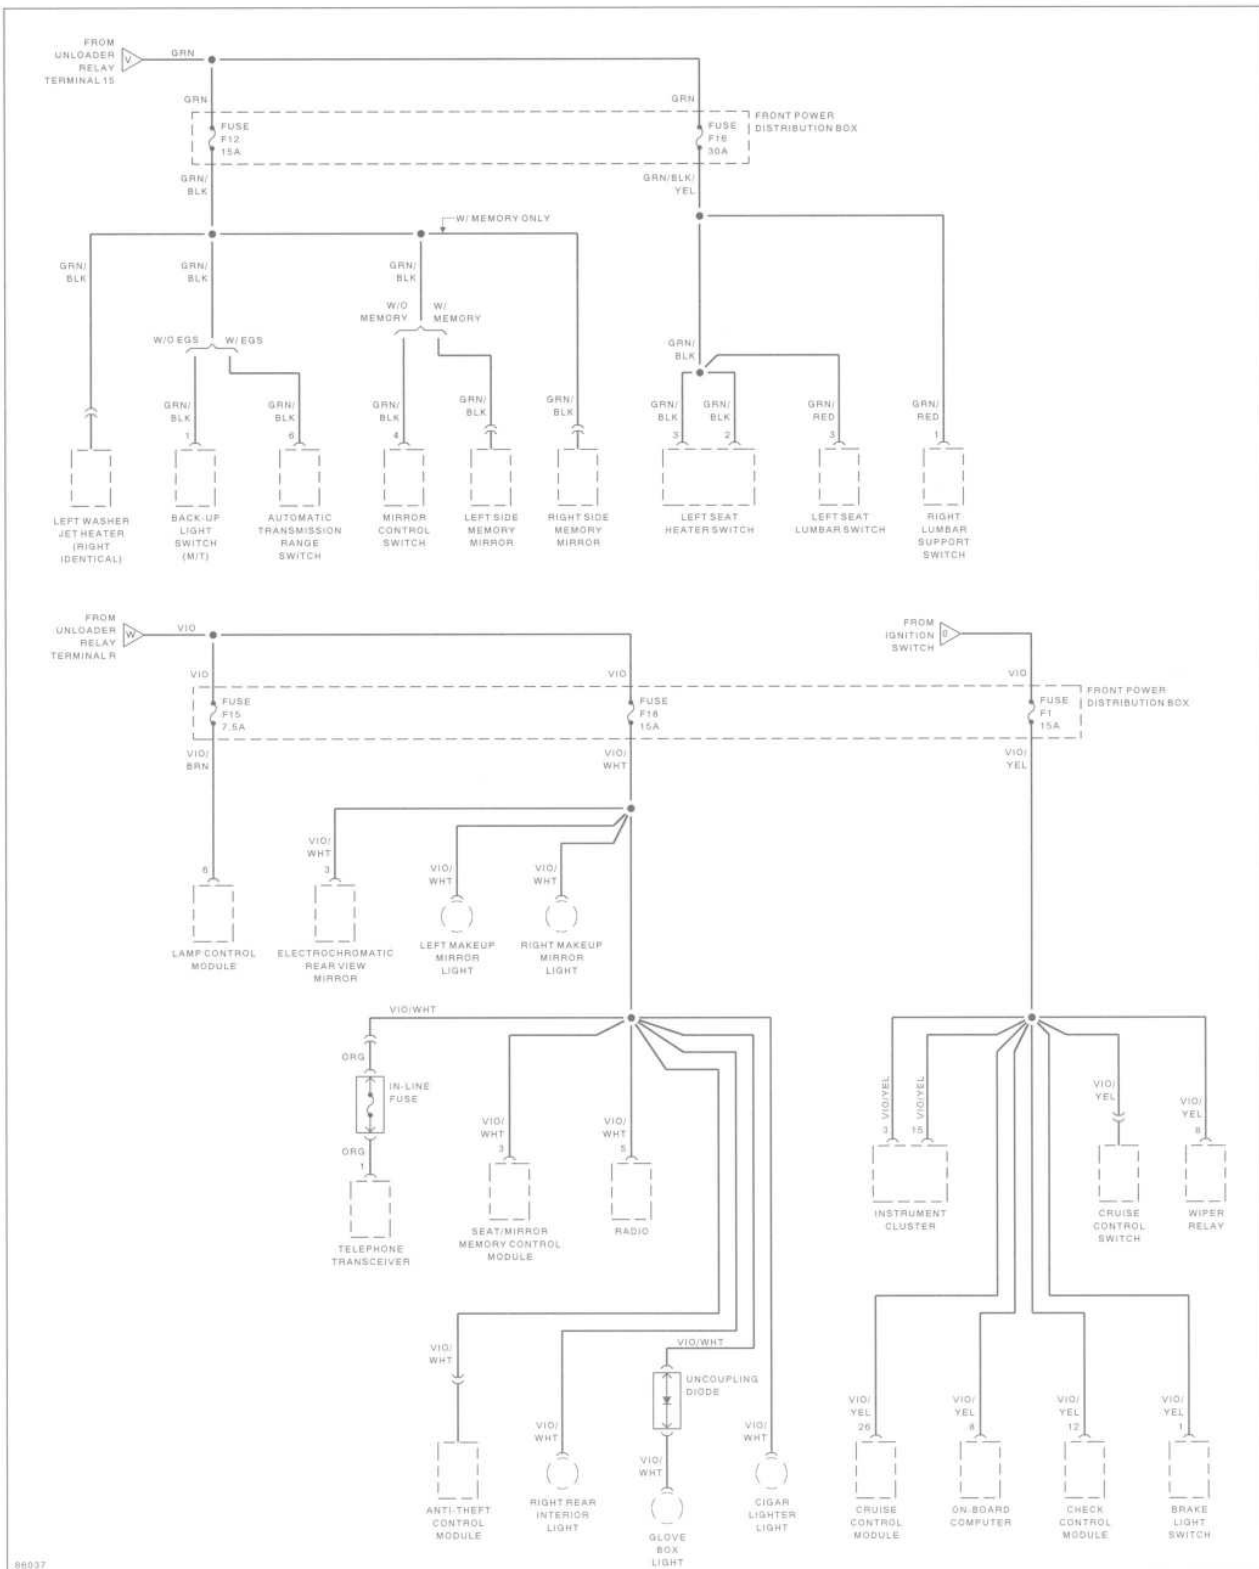 FROM
UNLOADER
RELAY
TERMINAL 15
V
GRN
GRN
GRN
FUSE
F12
15A
FUSE
F16
30A
FRONT POWER
DISTRIBUTION BOX
GRN/
BLK
GRN/BLK/
YEL
W/ MEMORY ONLY
GRN/
BLK
GRN/
BLK
GRN/
BLK
W/O
MEMORY
W/
MEMORY
W/O EGS
W/ EGS
GRN/
BLK
GRN/
BLK
1
GRN/
BLK
6
GRN/
BLK
4
GRN/
BLK
GRN/
BLK
GRN/
BLK
3
GRN/
BLK
2
GRN/
RED
3
GRN/
RED
1
LEFT WASHER
JET HEATER
(RIGHT
IDENTICAL)
BACK-UP
LIGHT
SWITCH
(M/T)
AUTOMATIC
TRANSMISSION
RANGE
SWITCH
MIRROR
CONTROL
SWITCH
LEFT SIDE
MEMORY
MIRROR
RIGHT SIDE
MEMORY
MIRROR
LEFT SEAT
HEATER SWITCH
LEFT SEAT
LUMBAR SWITCH
RIGHT
LUMBAR
SUPPORT
SWITCH
FROM
UNLOADER
RELAY
TERMINAL R
W
VIO
FROM
IGNITION
SWITCH
VIO
VIO
VIO
FUSE
F15
7.5A
FUSE
F18
15A
FUSE
F1
15A
FRONT POWER
DISTRIBUTION BOX
VIO/
BRN
VIO/
WHT
VIO/
YEL
6
VIO/
WHT
3
VIO/
WHT
VIO/
WHT
LAMP CONTROL
MODULE
ELECTROCHROMATIC
REAR VIEW
MIRROR
LEFT MAKEUP
MIRROR
LIGHT
RIGHT MAKEUP
MIRROR
LIGHT
VIO/WHT
ORG
IN-LINE
FUSE
ORG
1
VIO/
WHT
3
VIO/
WHT
5
VIO/YEL
3
VIO/YEL
15
VIO/
YEL
VIO/
YEL
8
TELEPHONE
TRANSCEIVER
SEAT/MIRROR
MEMORY CONTROL
MODULE
RADIO
INSTRUMENT
CLUSTER
CRUISE
CONTROL
SWITCH
WIPER
RELAY
VIO/
WHT
VIO/WHT
UNCOUPLING
DIODE
VIO/
WHT
VIO/
WHT
VIO/
WHT
VIO/
YEL
26
VIO/
YEL
8
VIO/
YEL
12
VIO/
YEL
1
ANTI-THEFT
CONTROL
MODULE
RIGHT REAR
INTERIOR
LIGHT
GLOVE
BOX
LIGHT
CIGAR
LIGHTER
LIGHT
CRUISE
CONTROL
MODULE
ON-BOARD
COMPUTER
CHECK
CONTROL
MODULE
BRAKE
LIGHT
SWITCH
86037